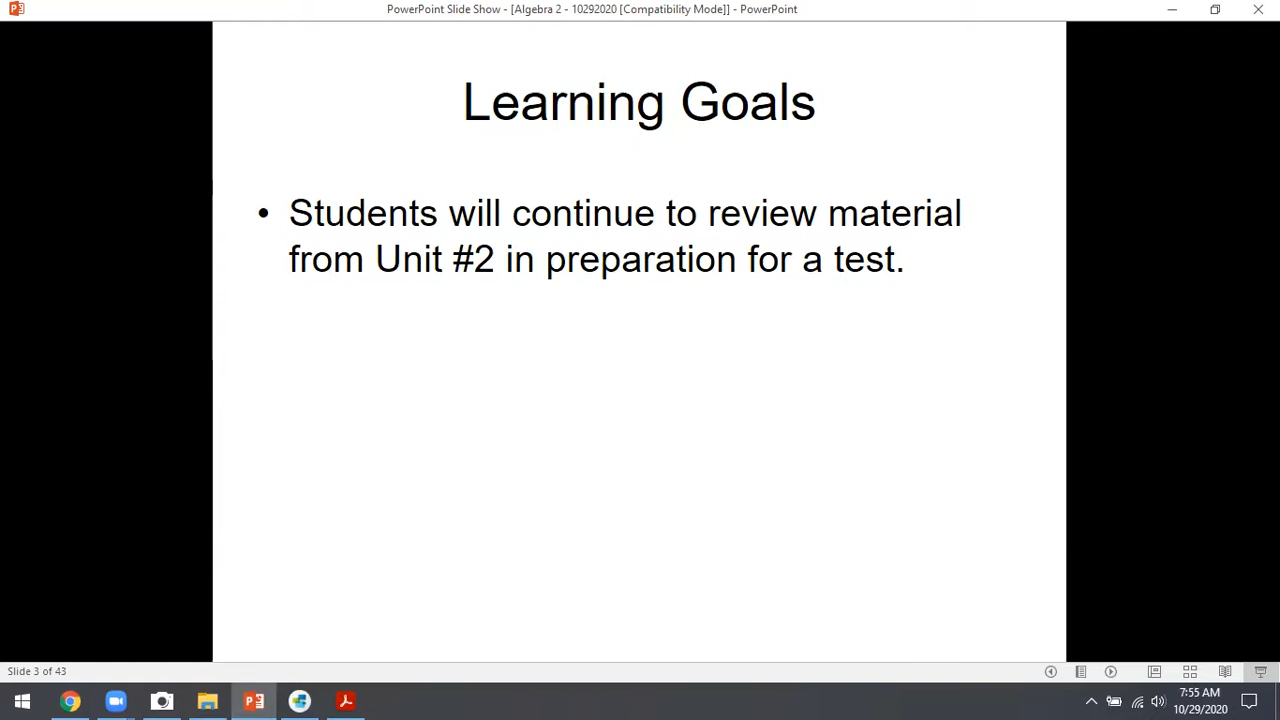 PowerPoint Slide Show - [Algebra 2 - 10292020 [Compatibility Mode]] - PowerPoint
Learning Goals
• Students will continue to review material
from Unit #2 in preparation for a test.
Slide 3 of 43
7:55 AM
10/29/2020